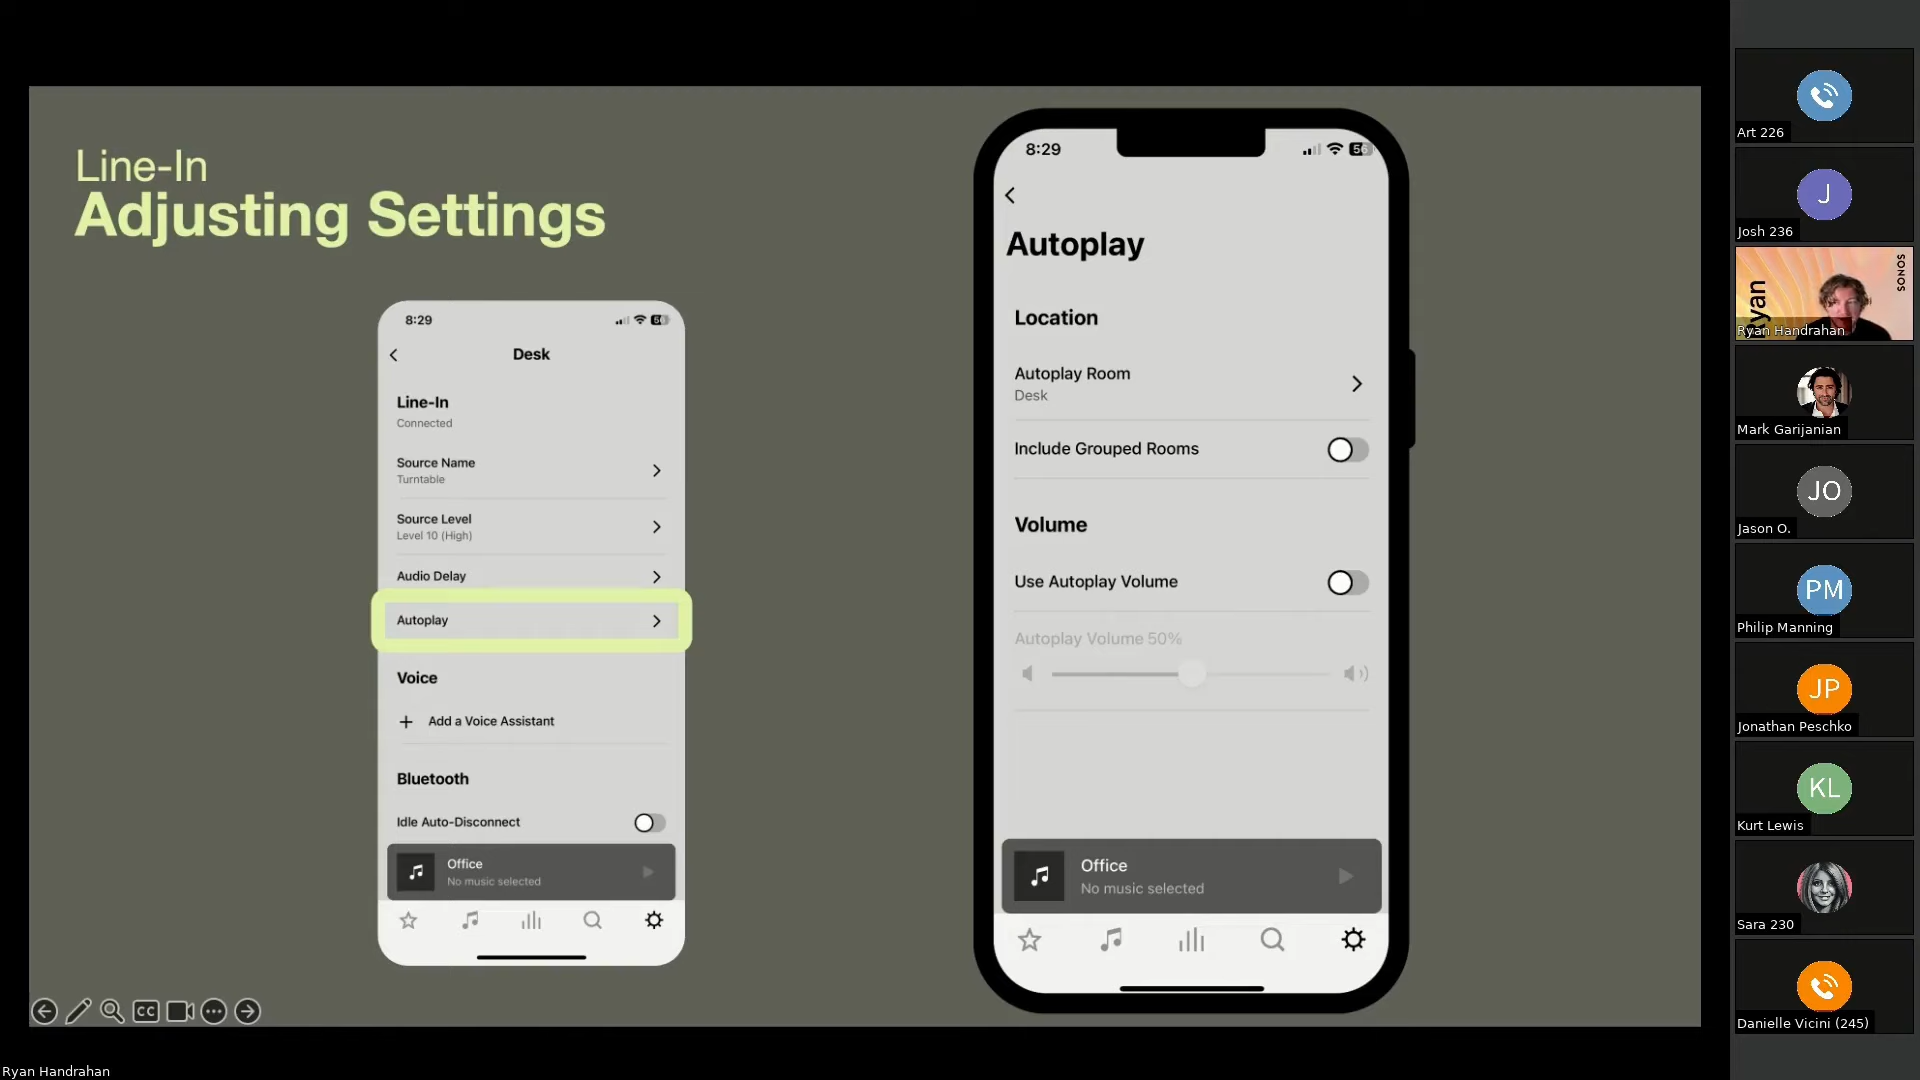 Line-In
Adjusting Settings
8:29
Desk
Line-In
Connected
Source Name
Turntable
Source Level
Level 10 (High)
Audio Delay
Autoplay
Voice
Add a Voice Assistant
Bluetooth
Idle Auto-Disconnect
Office
No music selected
8:29
56
Autoplay
Location
Autoplay Room
Desk
Include Grouped Rooms
Volume
Use Autoplay Volume
Autoplay Volume 50%
Office
No music selected
CC
Ryan Handrahan
Art 226
J
Josh 236
Ryan
SONOS
Ryan Handrahan
Mark Garijanian
JO
Jason O.
PM
Philip Manning
JP
Jonathan Peschko
KL
Kurt Lewis
Sara 230
Danielle Vicini (245)